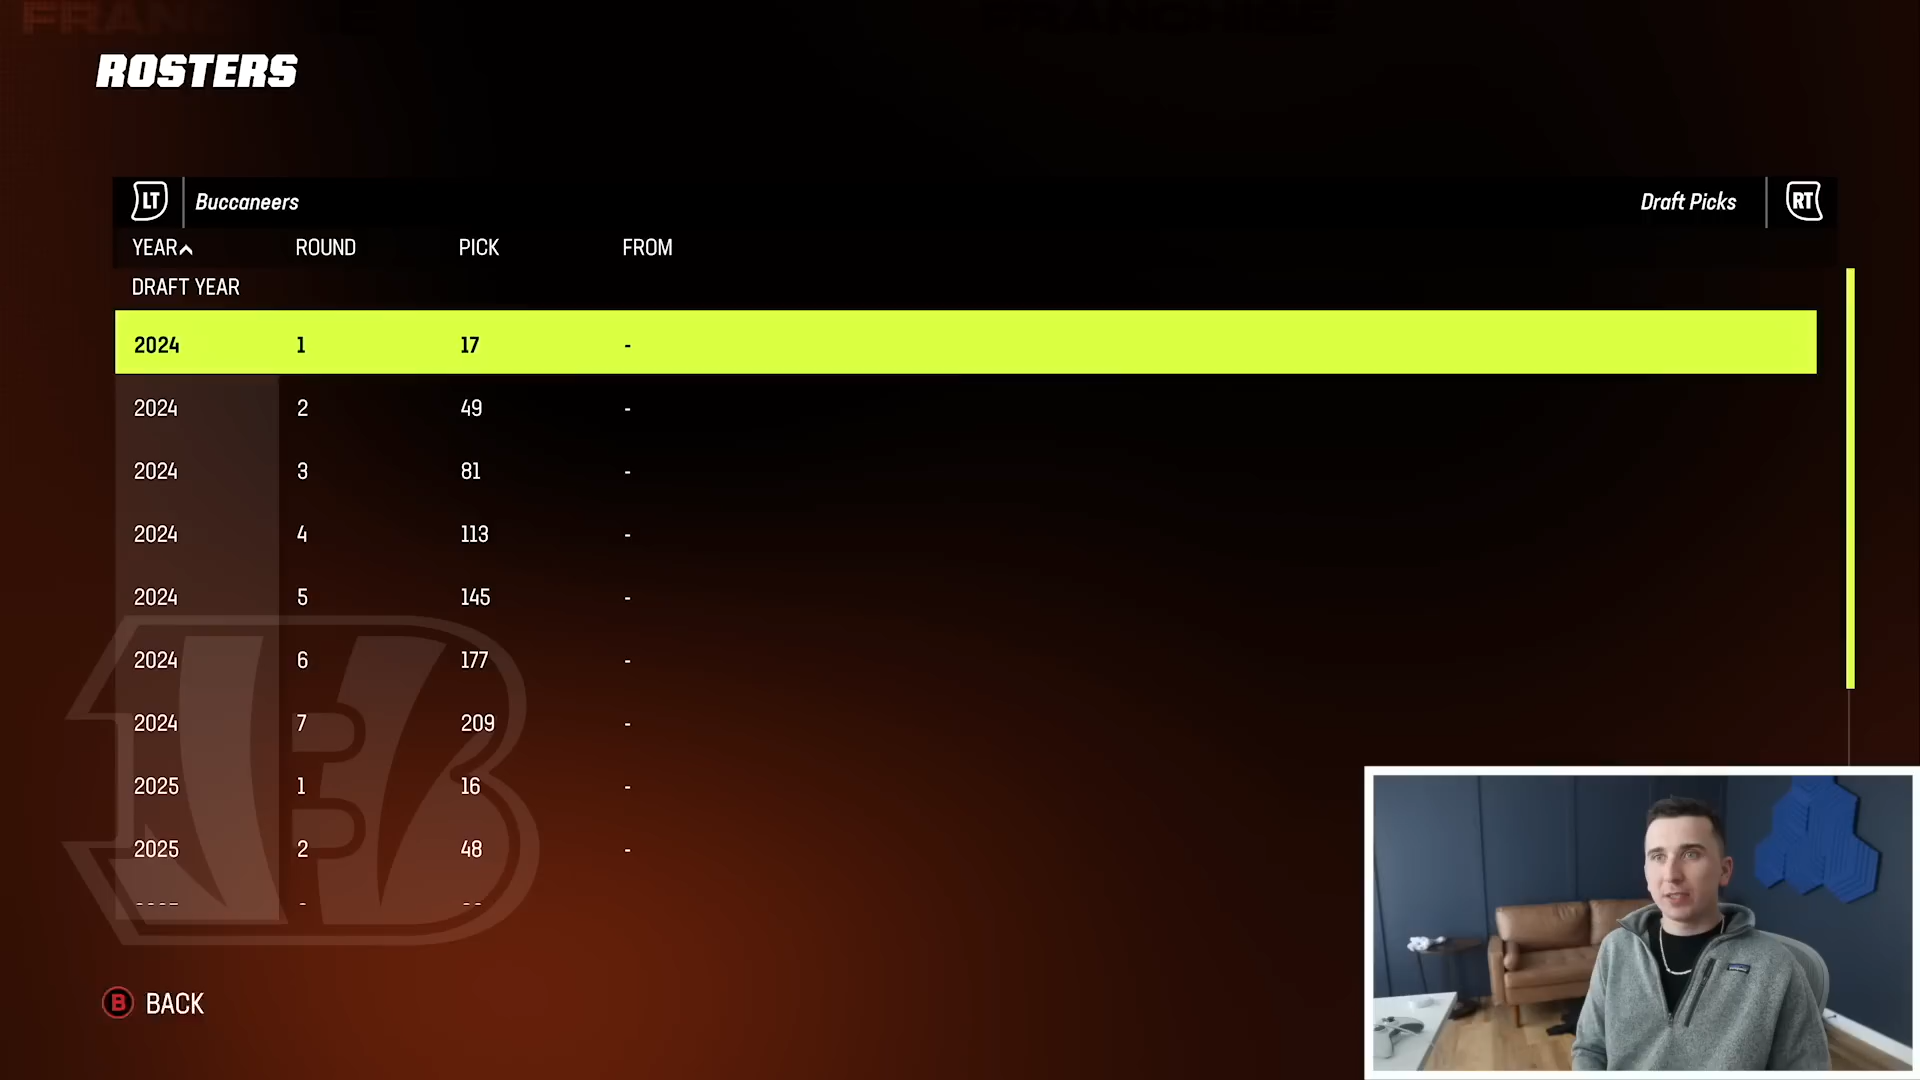 FRANCHISE
ROSTERS
LT Buccaneers Draft Picks RT
YEAR ROUND PICK FROM
DRAFT YEAR
2024 1 17 -
2024 2 49 -
2024 3 81 -
2024 4 113 -
2024 5 145 -
2024 6 177 -
2024 7 209 -
2025 1 16 -
2025 2 48 -
B BACK